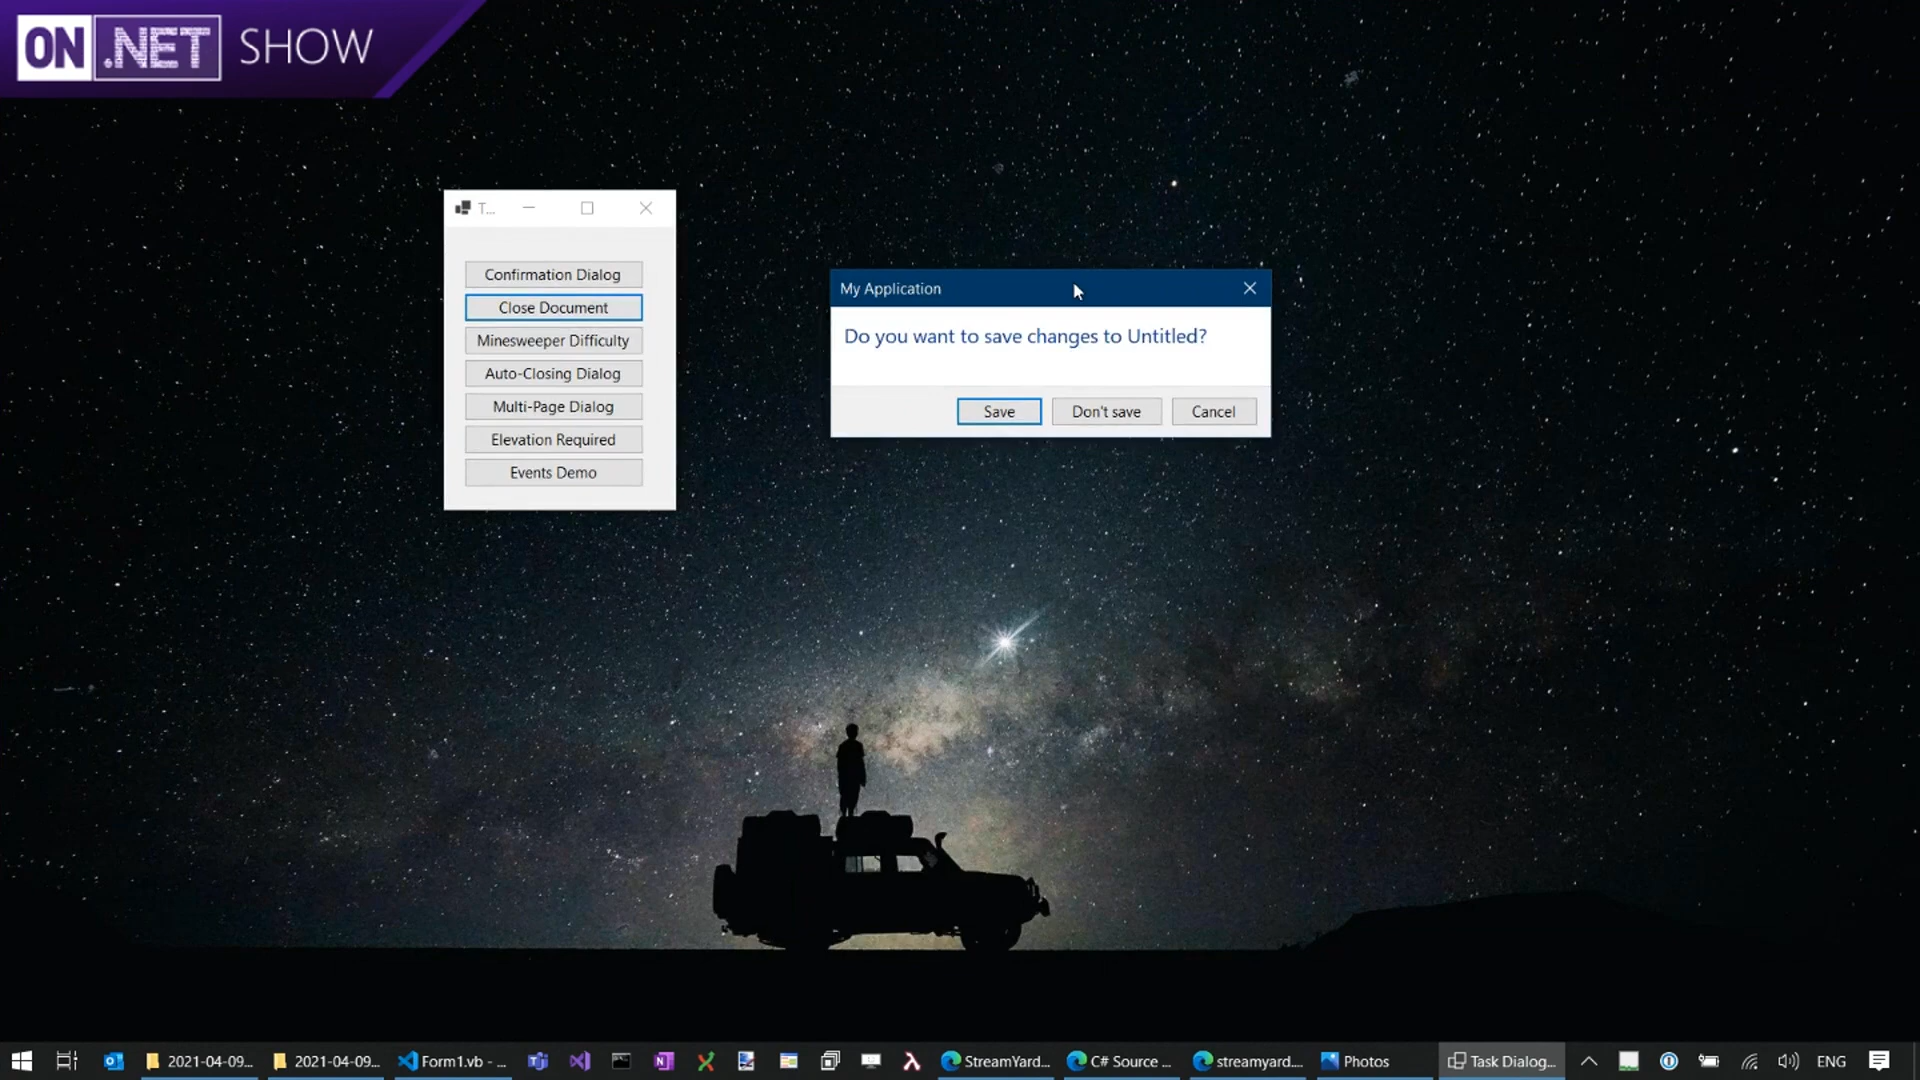 ON .NET SHOW
T...
Confirmation Dialog
Close Document
Minesweeper Difficulty
Auto-Closing Dialog
Multi-Page Dialog
Elevation Required
Events Demo
My Application
Do you want to save changes to Untitled?
Save Don't save Cancel
2021-04-09... 2021-04-09... Form1.vb - ... StreamYard... C# Source ... streamyard.... Photos Task Dialog... ENG